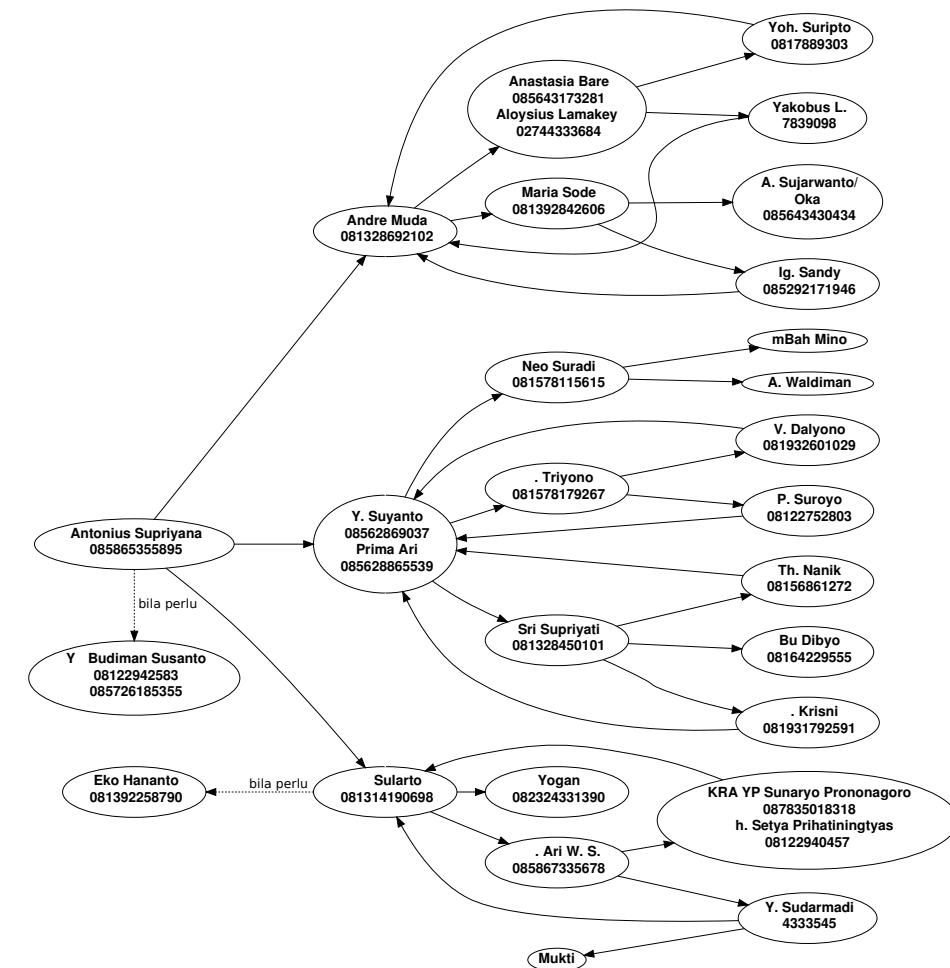 Yoh. Suripto
0817889303
Anastasia Bare
085643173281
Aloysius Lamakey
02744333684
Yakobus L.
7839098
Maria Sode
081392842606
A. Sujarwanto/
Oka
085643430434
Andre Muda
081328692102
Ig. Sandy
085292171946
mBah Mino
Neo Suradi
081578115615
A. Waldiman
V. Dalyono
081932601029
. Triyono
081578179267
P. Suroyo
08122752803
Y. Suyanto
08562869037
Prima Ari
085628865539
Antonius Supriyana
085865355895
Th. Nanik
08156861272
bila perlu
Sri Supriyati
081328450101
Bu Dibyo
08164229555
Y Budiman Susanto
08122942583
085726185355
. Krisni
081931792591
Eko Hananto
081392258790
bila perlu
Sularto
081314190698
Yogan
082324331390
KRA YP Sunaryo Prononagoro
087835018318
h. Setya Prihatiningtyas
08122940457
. Ari W. S.
085867335678
Y. Sudarmadi
4333545
Mukti